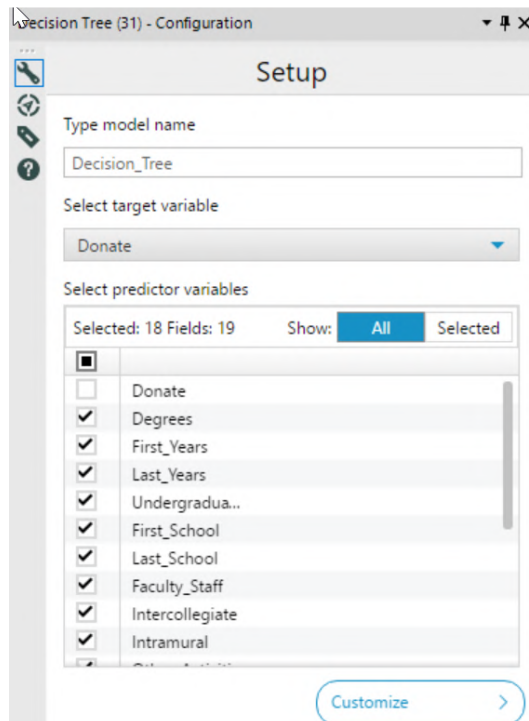 Decision Tree (31) - Configuration
Setup
Type model name
Decision_Tree
Select target variable
Donate
Select predictor variables
Selected: 18 Fields: 19 Show: All Selected
Donate
Degrees
First_Years
Last_Years
Undergradua...
First_School
Last_School
Faculty_Staff
Intercollegiate
Intramural
Customize